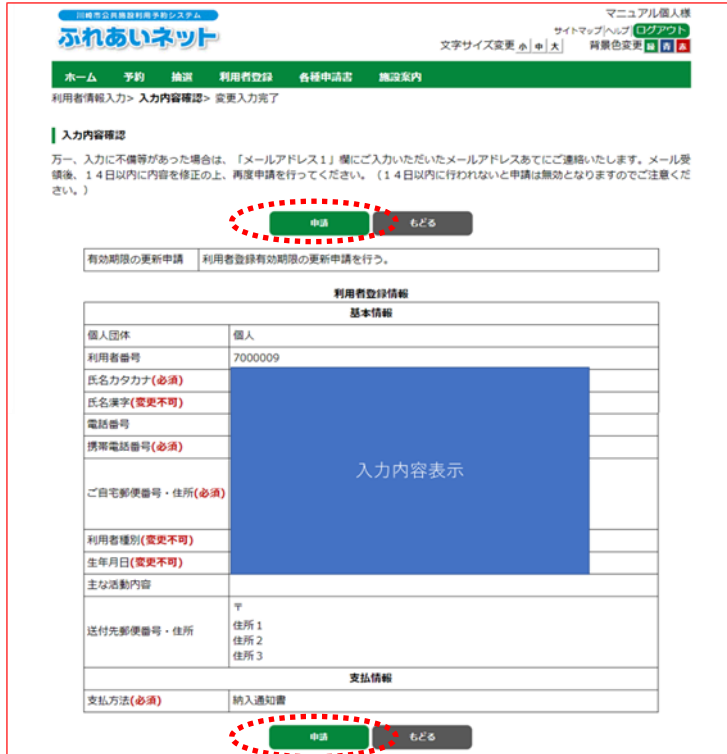 川崎市公共施設利用予約システム
ふれあいネット
マニュアル個人様
サイトマップ|ヘルプ|ログアウト
文字サイズ変更 小 中 大 背景色変更 緑 青 赤
ホーム 予約 抽選 利用者登録 各種申請書 施設案内
利用者情報入力> 入力内容確認> 変更入力完了
入力内容確認
万一、入力に不備等があった場合は、「メールアドレス1」欄にご入力いただいたメールアドレスあてにご連絡いたします。メール受
領後、14日以内に内容を修正の上、再度申請を行ってください。（14日以内に行われないと申請は無効となりますのでご注意くだ
さい。）
申請 もどる
有効期限の更新申請 利用者登録有効期限の更新申請を行う。
利用者登録情報
基本情報
個人団体 個人
利用者番号 7000009
氏名カタカナ(必須)
氏名漢字(変更不可)
電話番号
携帯電話番号(必須)
入力内容表示
ご自宅郵便番号・住所(必須)
利用者種別(変更不可)
生年月日(変更不可)
主な活動内容
送付先郵便番号・住所
〒
住所1
住所2
住所3
支払情報
支払方法(必須) 納入通知書
申請 もどる